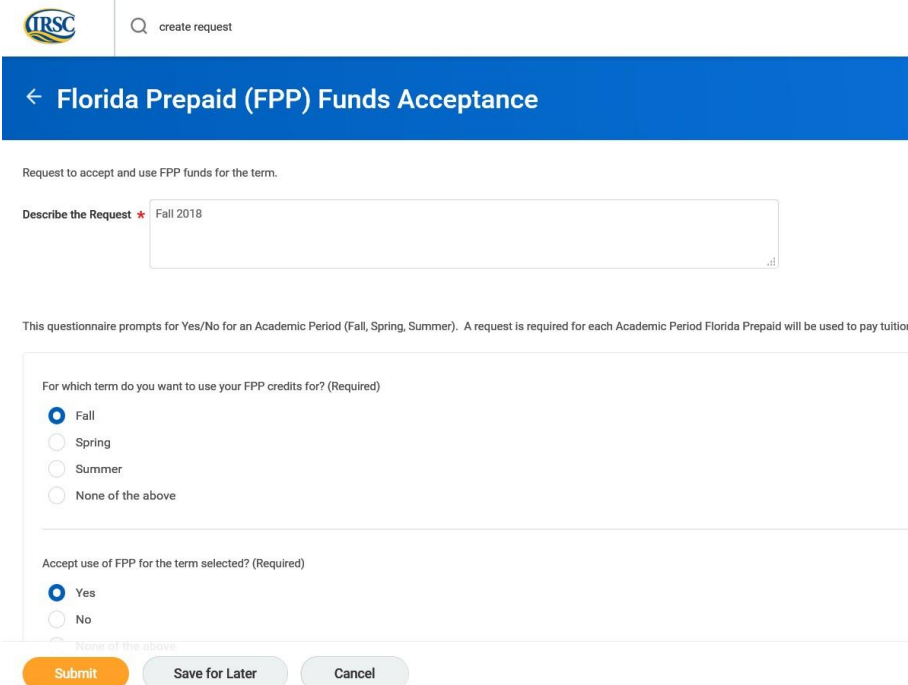 IRSC
create request
← Florida Prepaid (FPP) Funds Acceptance
Request to accept and use FPP funds for the term.
Describe the Request * Fall 2018
This questionnaire prompts for Yes/No for an Academic Period (Fall, Spring, Summer). A request is required for each Academic Period Florida Prepaid will be used to pay tuition
For which term do you want to use your FPP credits for? (Required)
Fall
Spring
Summer
None of the above
Accept use of FPP for the term selected? (Required)
Yes
No
None of the above
Submit Save for Later Cancel